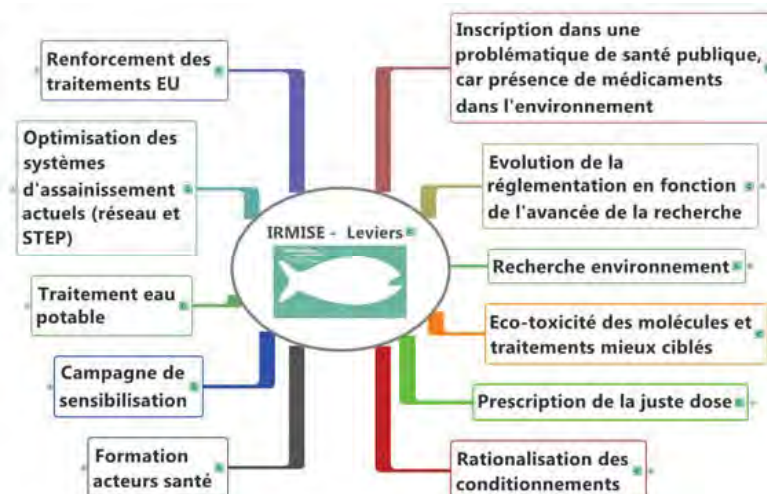 Renforcement des
traitements EU
Optimisation des
systèmes
d'assainissement
actuels (réseau et
STEP)
Traitement eau
potable
Campagne de
sensibilisation
Formation
acteurs santé
IRMISE - Leviers
Inscription dans une
problématique de santé publique,
car présence de médicaments
dans l'environnement
Evolution de la
réglementation en fonction
de l'avancée de la recherche
Recherche environnement
Eco-toxicité des molécules et
traitements mieux ciblés
Prescription de la juste dose
Rationalisation des
conditionnements